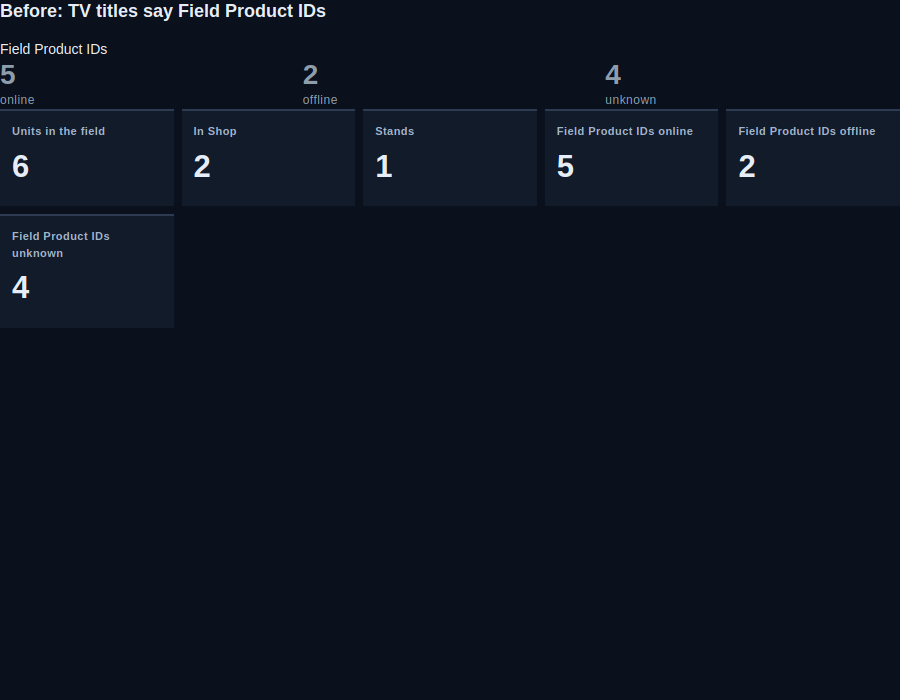 Before: TV titles say Field Product IDs
Field Product IDs
5 2 4
online offline unknown
Units in the field In Shop Stands Field Product IDs online Field Product IDs offline
6 2 1 5 2
Field Product IDs
unknown
4